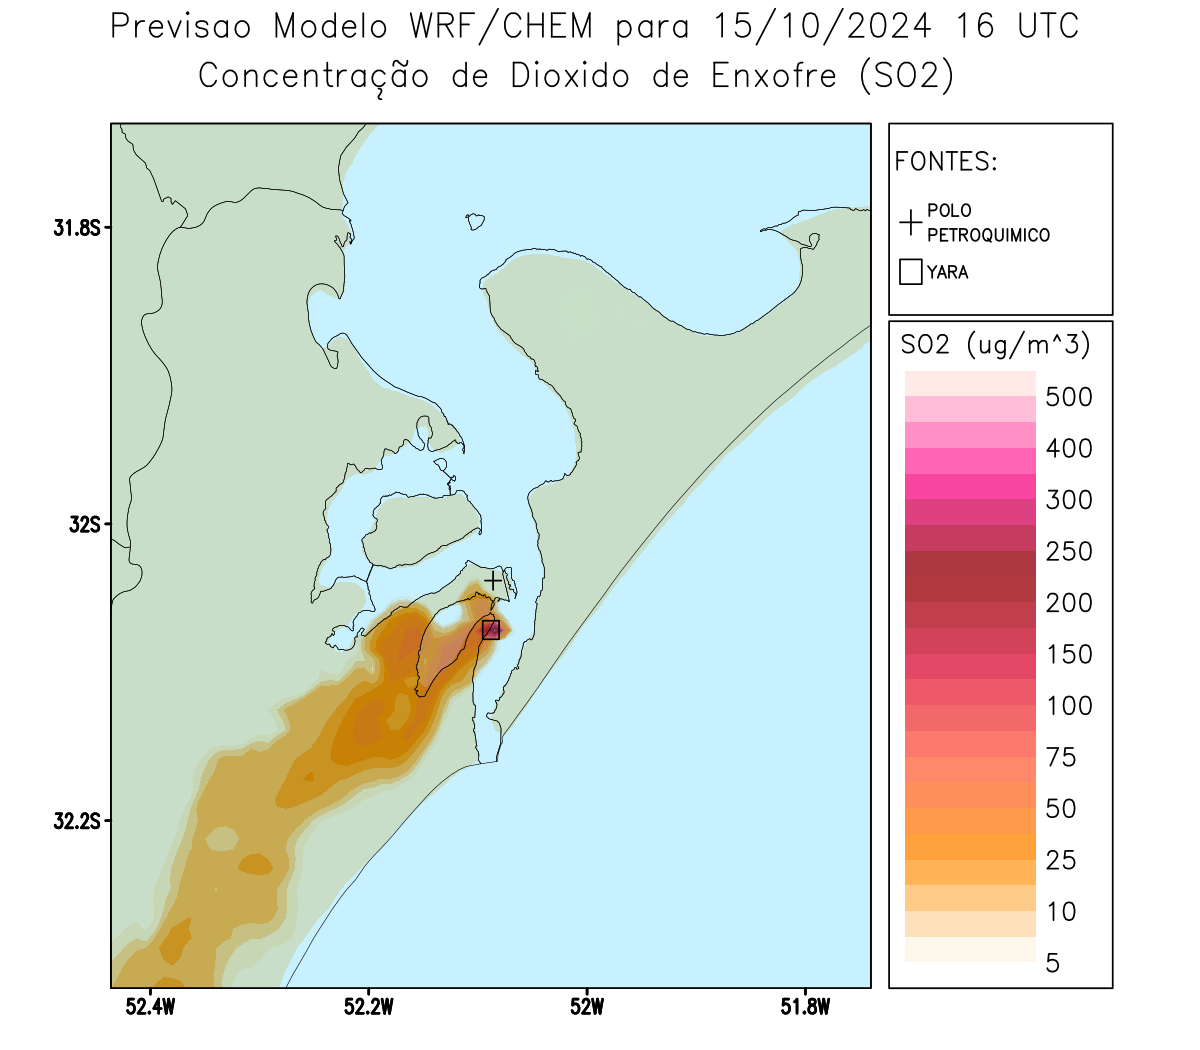 Previsao Modelo WRF/CHEM para 15/10/2024 16 UTC
Concentração de Dioxido de Enxofre (SO2)
FONTES:
POLO
PETROQUIMICO
YARA
SO2 (ug/m^3)
500
400
300
250
200
150
100
75
50
25
10
5
31.8S
32S
32.2S
52.4W
52.2W
52W
51.8W